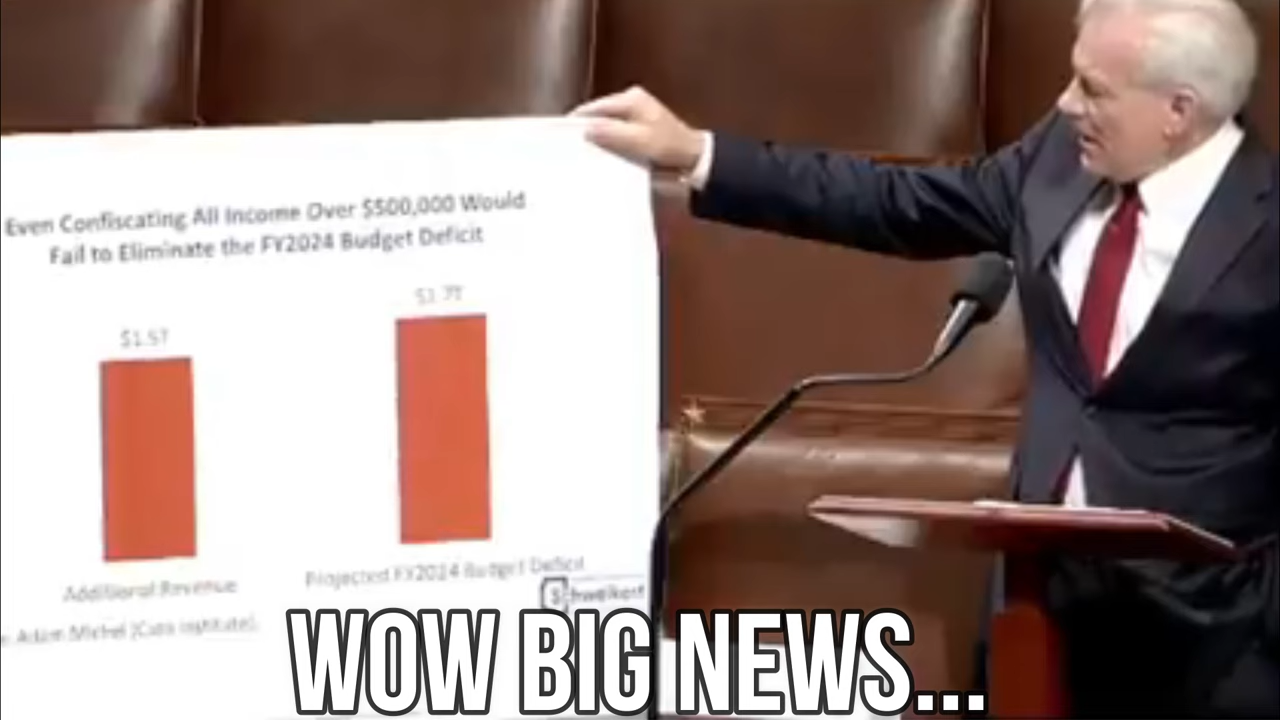 Even Confiscating All Income Over $500,000 Would
Fail to Eliminate the FY2024 Budget Deficit
$1.7T
$1.5T
Additional Revenue
Projected FY2024 Budget Deficit
Schweikert
Adam Michel (Cato Institute).
WOW BIG NEWS...